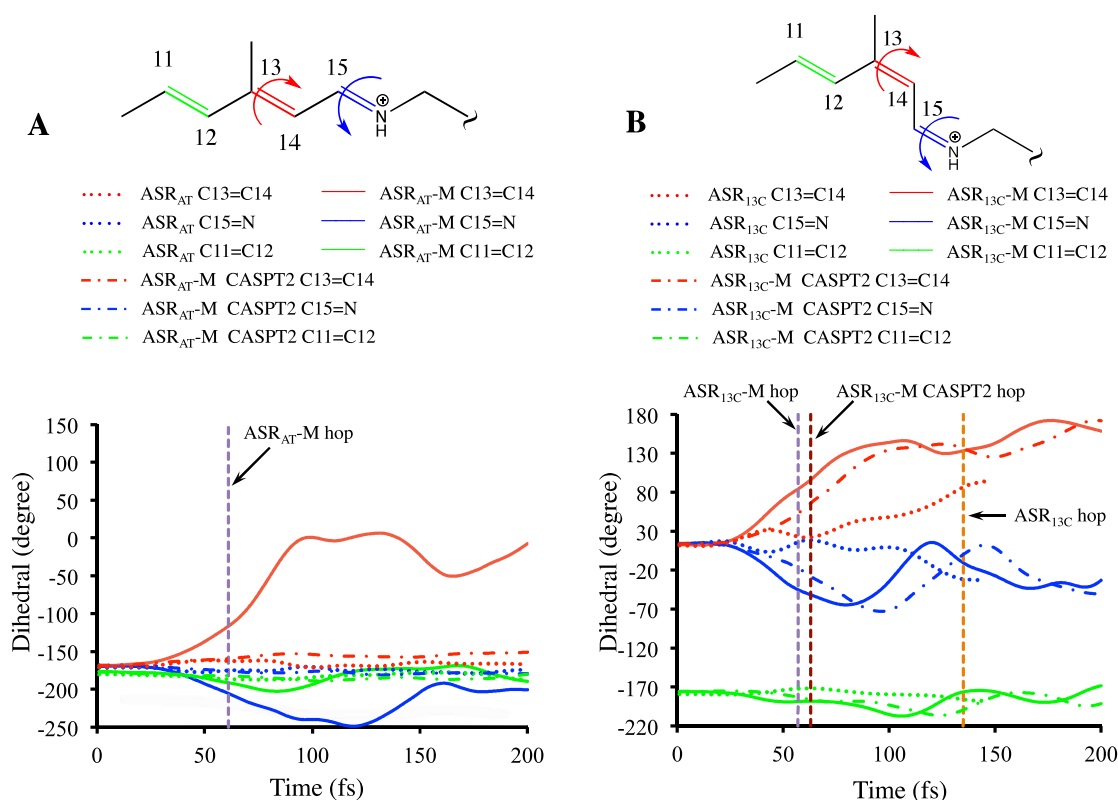 A
11
12
13
14
15
N
H
ASR_AT C13=C14
ASR_AT C15=N
ASR_AT C11=C12
ASR_AT-M CASPT2 C13=C14
ASR_AT-M CASPT2 C15=N
ASR_AT-M CASPT2 C11=C12
ASR_AT-M C13=C14
ASR_AT-M C15=N
ASR_AT-M C11=C12
Dihedral (degree)
150
100
50
0
-50
-100
-150
-200
-250
ASR_AT-M hop
0
50
100
150
200
Time (fs)
B
11
12
13
14
15
N
H
ASR_13C C13=C14
ASR_13C C15=N
ASR_13C C11=C12
ASR_13C-M CASPT2 C13=C14
ASR_13C-M CASPT2 C15=N
ASR_13C-M CASPT2 C11=C12
ASR_13C-M C13=C14
ASR_13C-M C15=N
ASR_13C-M C11=C12
ASR_13C-M hop
ASR_13C-M CASPT2 hop
ASR_13C hop
Dihedral (degree)
180
130
80
30
-20
-70
-120
-170
-220
0
50
100
150
200
Time (fs)